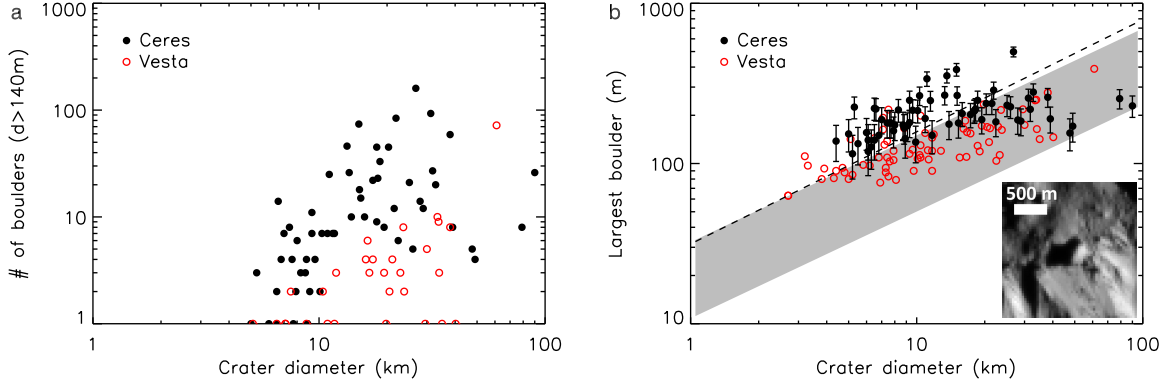 a
1000
100
10
1
# of boulders (d>140m)
Ceres
Vesta
1
10
100
Crater diameter (km)
b
1000
100
10
Largest boulder (m)
Ceres
Vesta
500 m
1
10
100
Crater diameter (km)